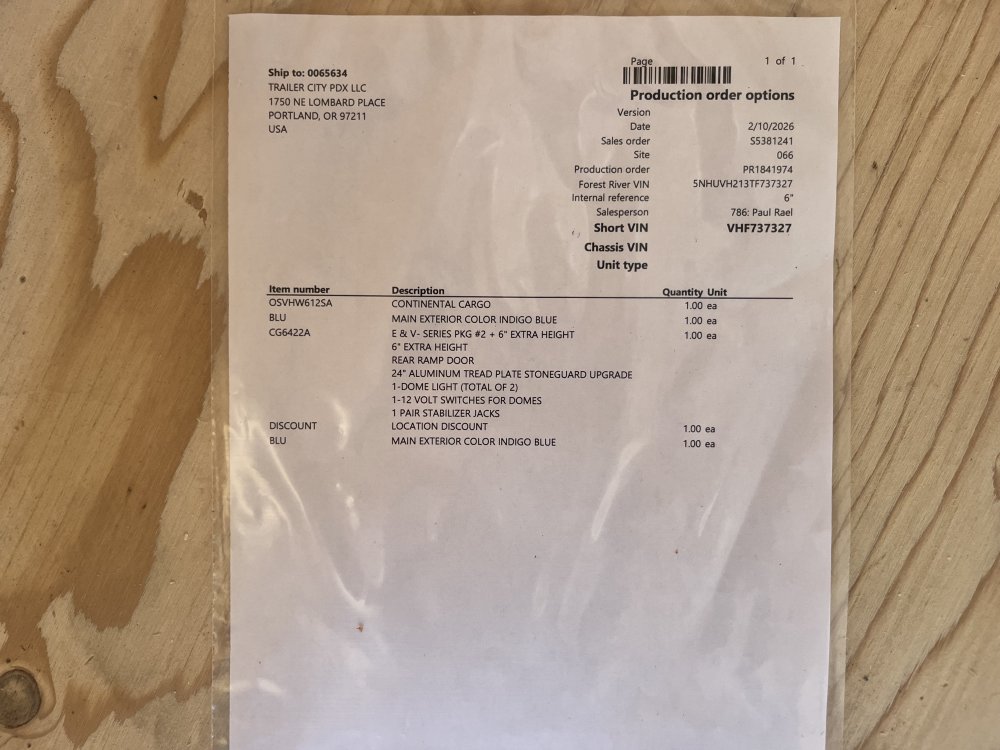 Ship to: 0065634
TRAILER CITY PDX LLC
1750 NE LOMBARD PLACE
PORTLAND, OR 97211
USA
Page 1 of 1
Production order options
Version
Date 2/10/2026
Sales order S5381241
Site 066
Production order PR1841974
Forest River VIN 5NHUVH213TF737327
Internal reference 6"
Salesperson 786: Paul Rael
Short VIN VHF737327
Chassis VIN
Unit type
Item number Description Quantity Unit
OSVHW612SA CONTINENTAL CARGO 1.00 ea
BLU MAIN EXTERIOR COLOR INDIGO BLUE 1.00 ea
CG6422A E & V- SERIES PKG #2 + 6" EXTRA HEIGHT 1.00 ea
6" EXTRA HEIGHT
REAR RAMP DOOR
24" ALUMINUM TREAD PLATE STONEGUARD UPGRADE
1-DOME LIGHT (TOTAL OF 2)
1-12 VOLT SWITCHES FOR DOMES
1 PAIR STABILIZER JACKS
DISCOUNT LOCATION DISCOUNT 1.00 ea
BLU MAIN EXTERIOR COLOR INDIGO BLUE 1.00 ea